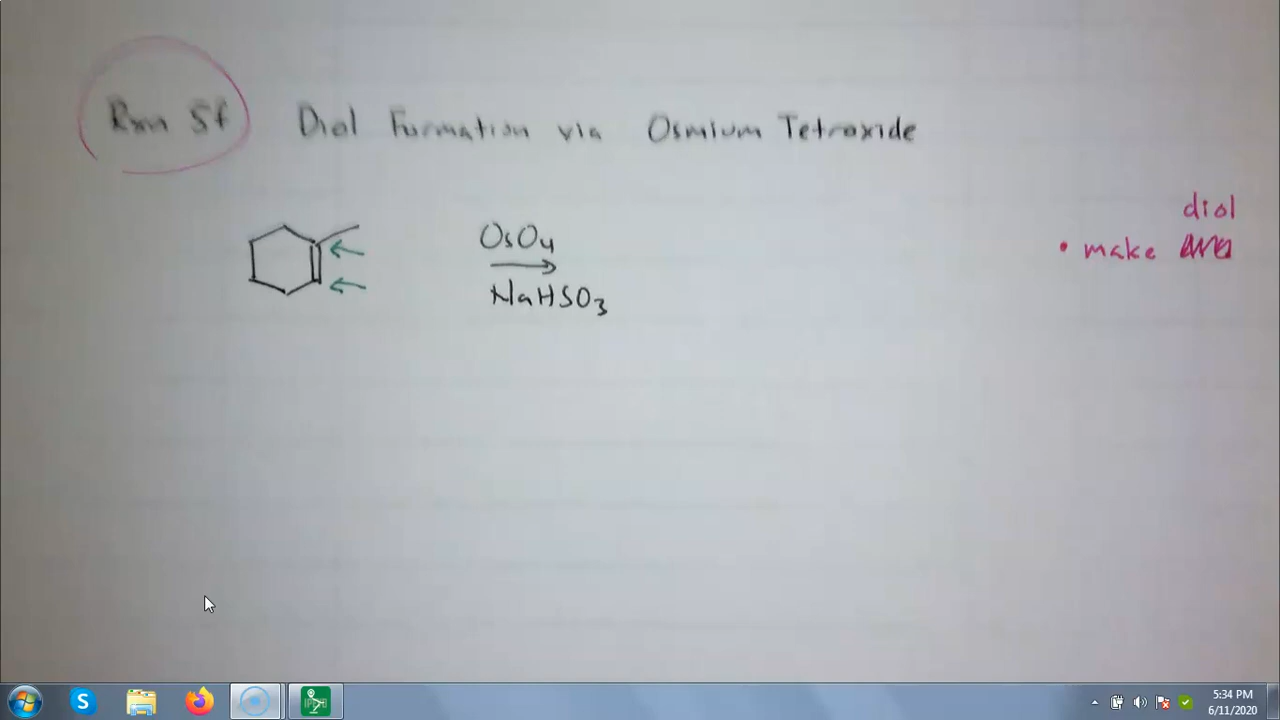 Rxn 5f Diol Formation via Osmium Tetroxide
OsO4
NaHSO3
diol
• make
5:34 PM
6/11/2020